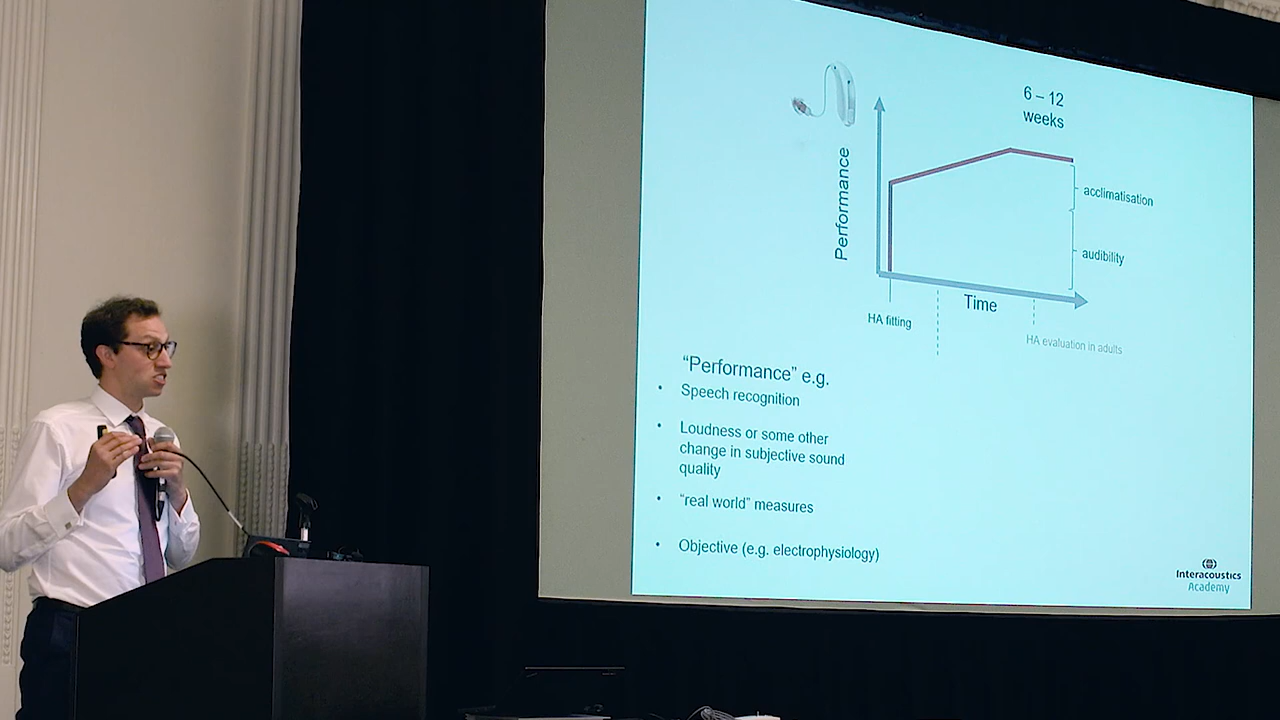 6 – 12
weeks
Performance
acclimatisation
audibility
Time
HA fitting
HA evaluation in adults
“Performance” e.g.
• Speech recognition
• Loudness or some other
change in subjective sound
quality
• “real world” measures
• Objective (e.g. electrophysiology)
Interacoustics
Academy